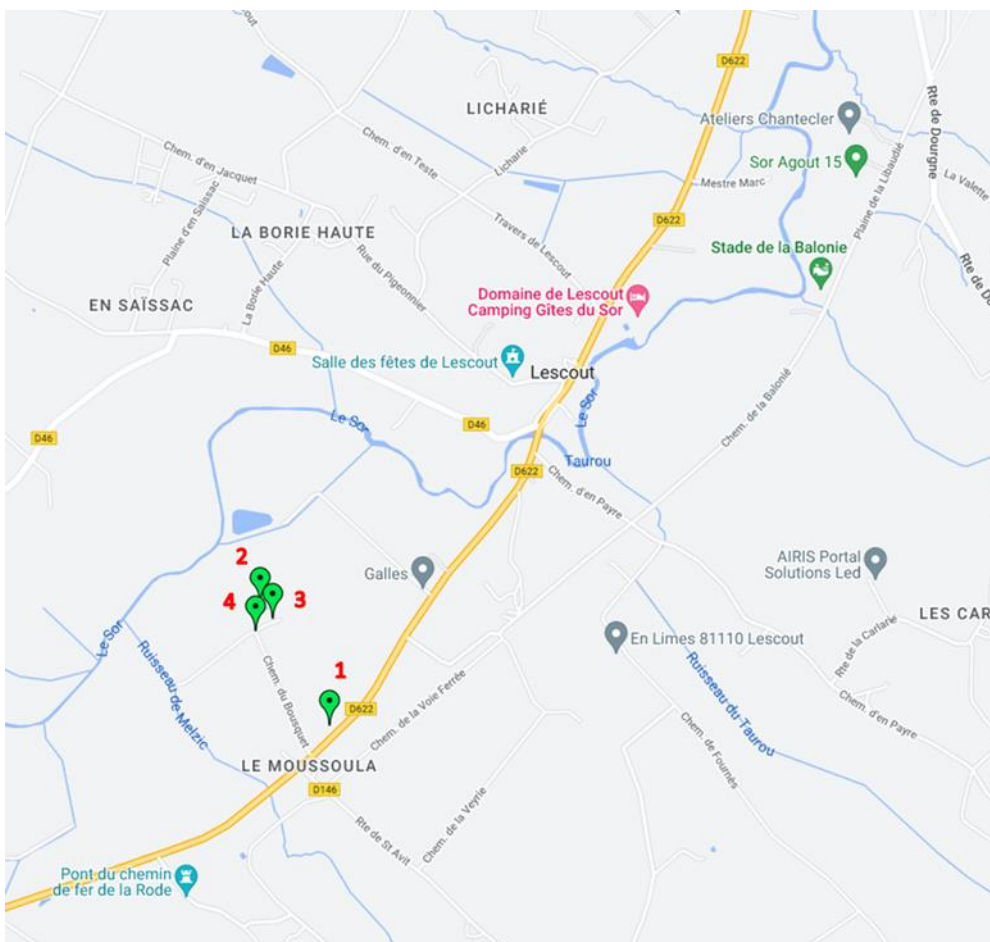 D622
LICHARIÉ
Ateliers Chantecler
Sor Agout 15
Rte de Dourgne
La Valette
Plaine de la Libaudié
Chem. d'en Jacquet
Chem. d'en Teste
Licharie
Mestre Marc
D622
Plaine d'en Saïssac
LA BORIE HAUTE
Travers de Lescout
Rue du Pigeonnier
Stade de la Balonie
La Borie Haute
EN SAÏSSAC
Domaine de Lescout
Camping Gîtes du Sor
D46
Salle des fêtes de Lescout
Lescout
Le Sor
Le Sor
Chem. de la Balonié
D46
D46
Taurou
D622
Chem. d'en Payre
2
4
3
Galles
AIRIS Portal
Solutions Led
LES CAR
Le Sor
Ruisseau de Melzic
Chem. du Bousquet
1
En Limes 81110 Lescout
Rte de la Carlarie
D622
Chem. de la Voie Ferrée
Ruisseau du Taurou
Chem. d'en Payre
Chem. de Fournès
LE MOUSSOULA
D146
Chem. de la Veyrie
Rte de St Avit
Pont du chemin
de fer de la Rode